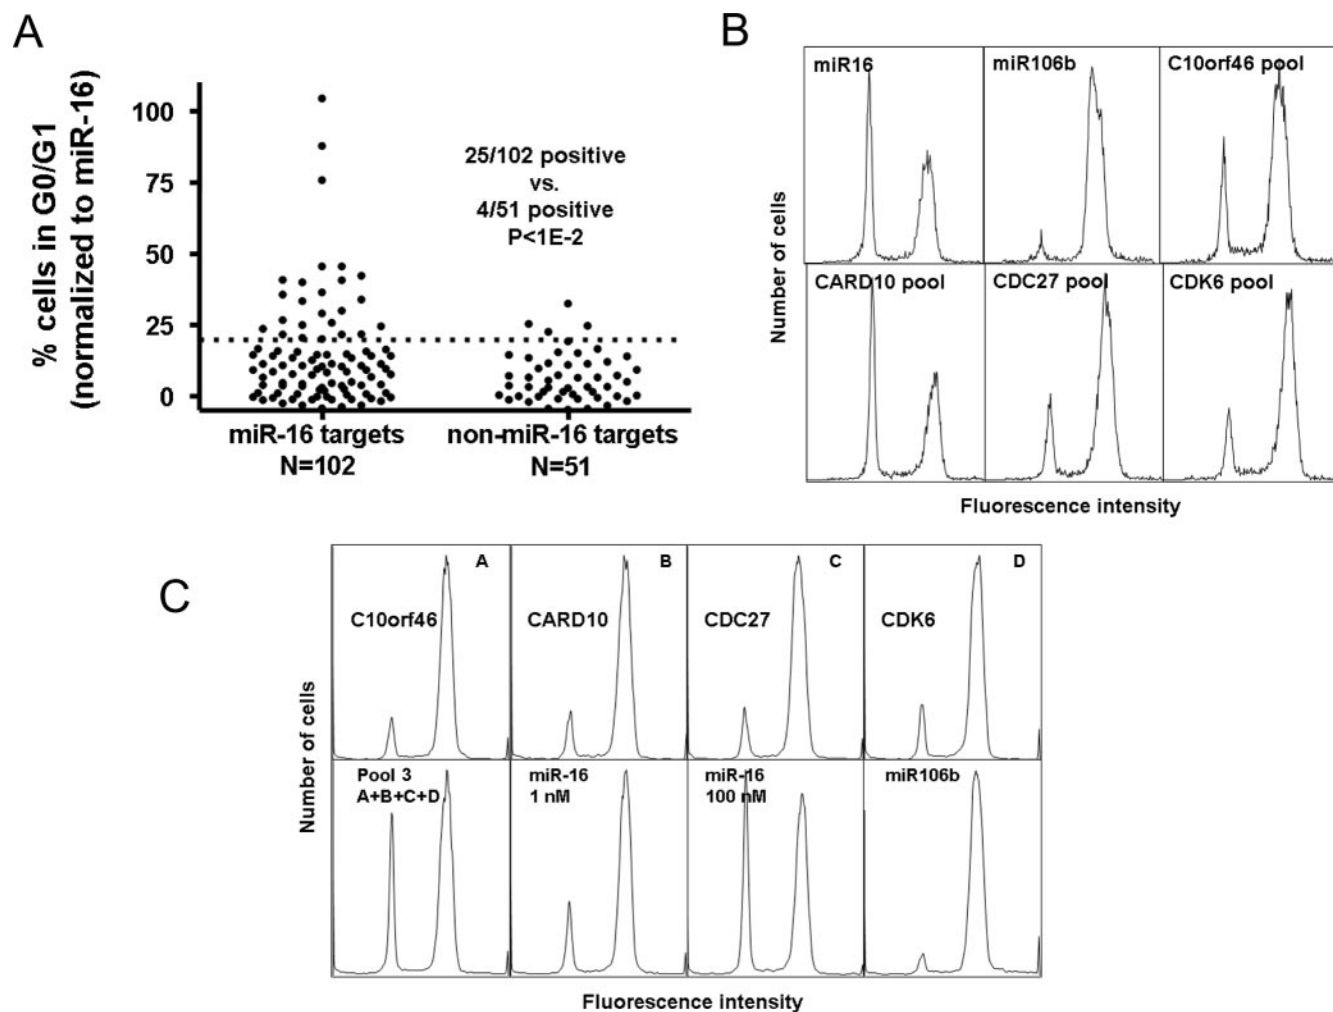 A
% cells in G0/G1
(normalized to miR-16)
100
75
50
25
0
25/102 positive
vs.
4/51 positive
P<1E-2
miR-16 targets
N=102
non-miR-16 targets
N=51
B
Number of cells
miR16
miR106b
C10orf46 pool
CARD10 pool
CDC27 pool
CDK6 pool
Fluorescence intensity
C
Number of cells
A
C10orf46
B
CARD10
C
CDC27
D
CDK6
Pool 3
A+B+C+D
miR-16
1 nM
miR-16
100 nM
miR106b
Fluorescence intensity